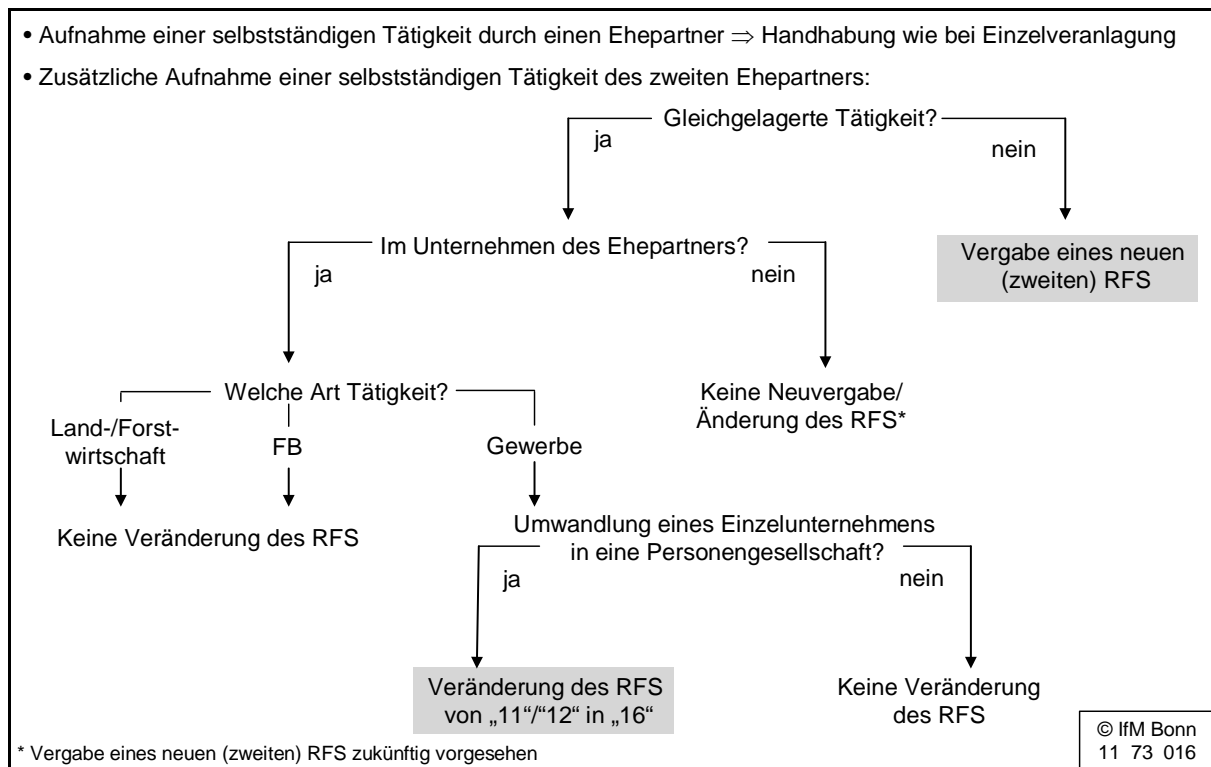 • Aufnahme einer selbstständigen Tätigkeit durch einen Ehepartner ⇒ Handhabung wie bei Einzelveranlagung
• Zusätzliche Aufnahme einer selbstständigen Tätigkeit des zweiten Ehepartners:
Gleichgelagerte Tätigkeit?
ja
nein
Im Unternehmen des Ehepartners?
ja
nein
Vergabe eines neuen
(zweiten) RFS
Welche Art Tätigkeit?
Keine Neuvergabe/
Änderung des RFS*
Land-/Forst-
wirtschaft
FB
Gewerbe
Keine Veränderung des RFS
Umwandlung eines Einzelunternehmens
in eine Personengesellschaft?
ja
nein
Veränderung des RFS
von „11“/“12“ in „16“
Keine Veränderung
des RFS
* Vergabe eines neuen (zweiten) RFS zukünftig vorgesehen
© IfM Bonn
11 73 016